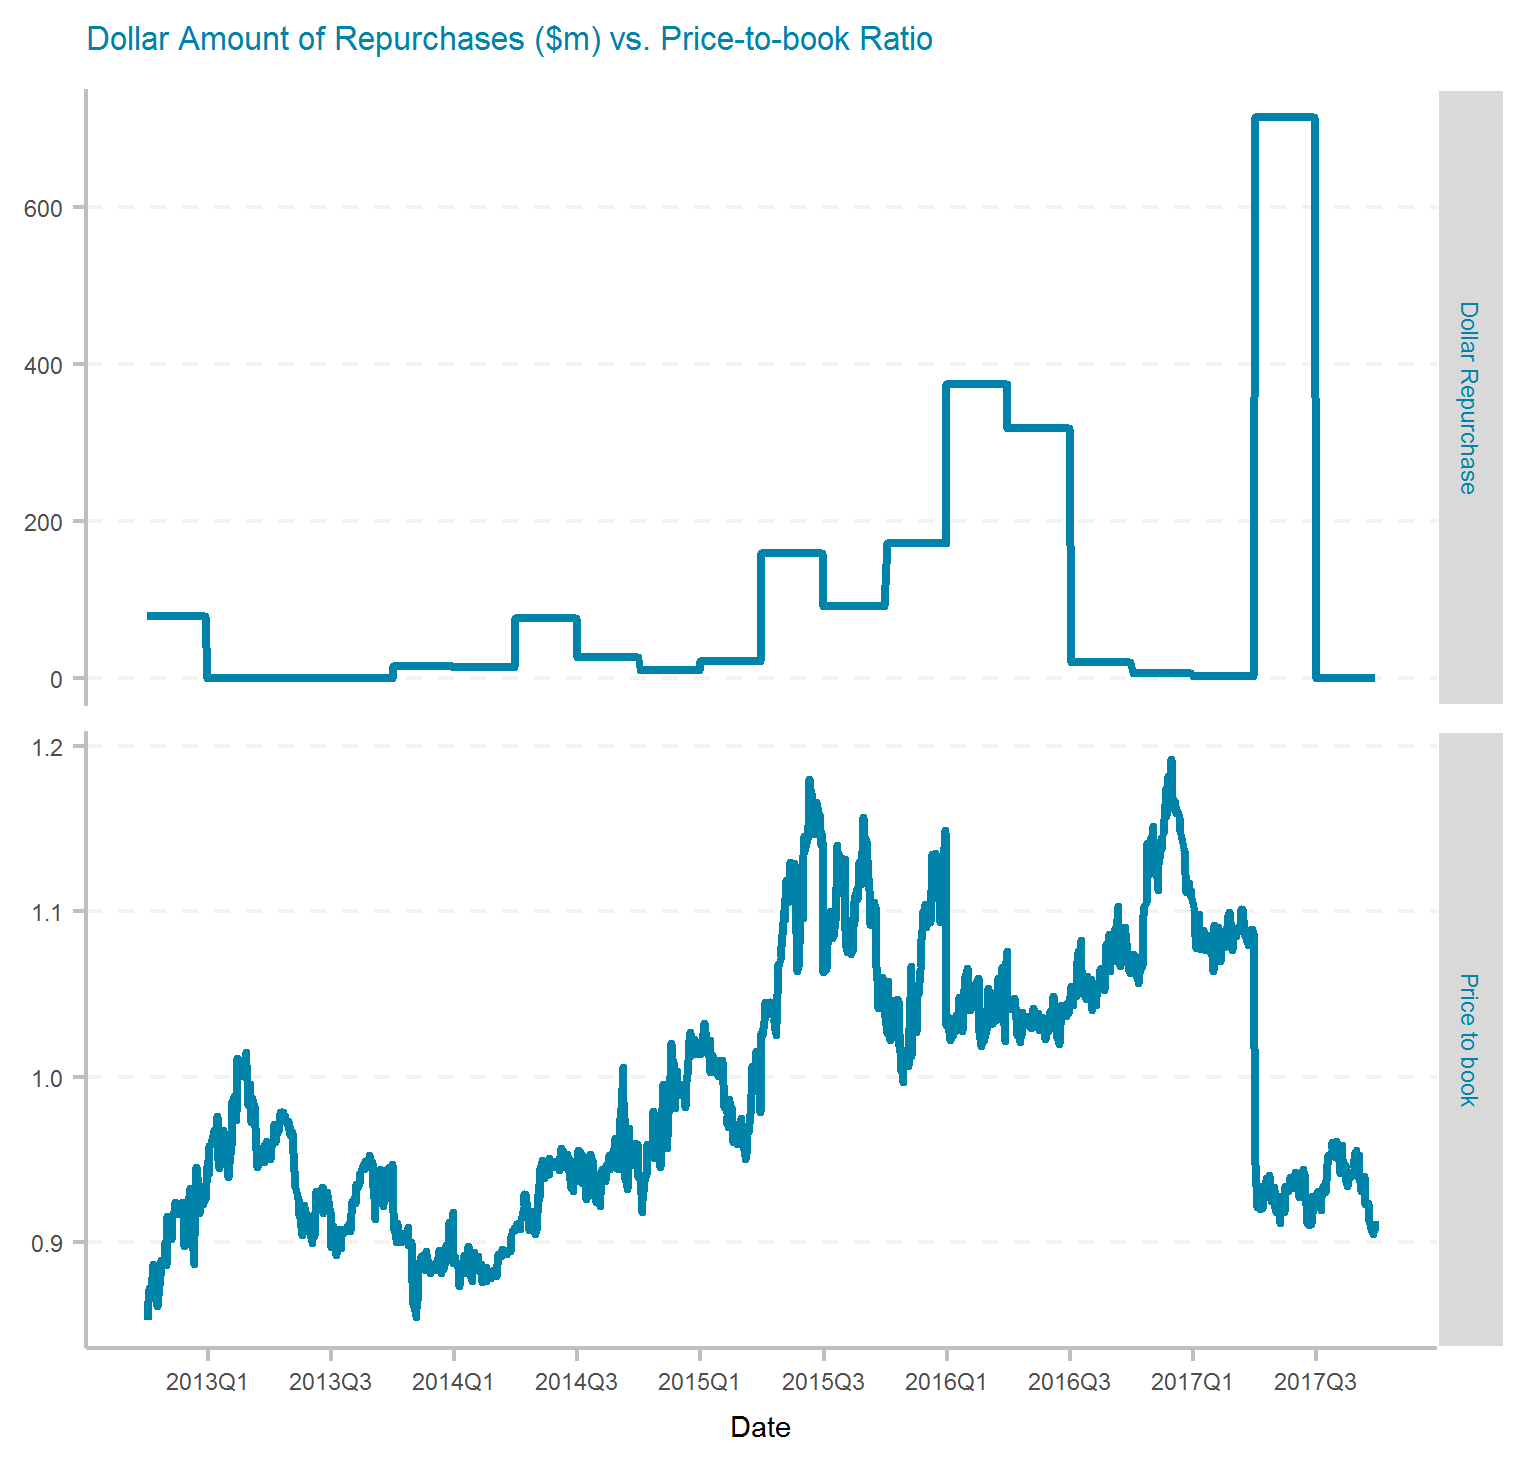 Dollar Amount of Repurchases ($m) vs. Price-to-book Ratio
600
400
200
0
Dollar Repurchase
1.2
1.1
1.0
0.9
Price to book
2013Q1 2013Q3 2014Q1 2014Q3 2015Q1 2015Q3 2016Q1 2016Q3 2017Q1 2017Q3
Date